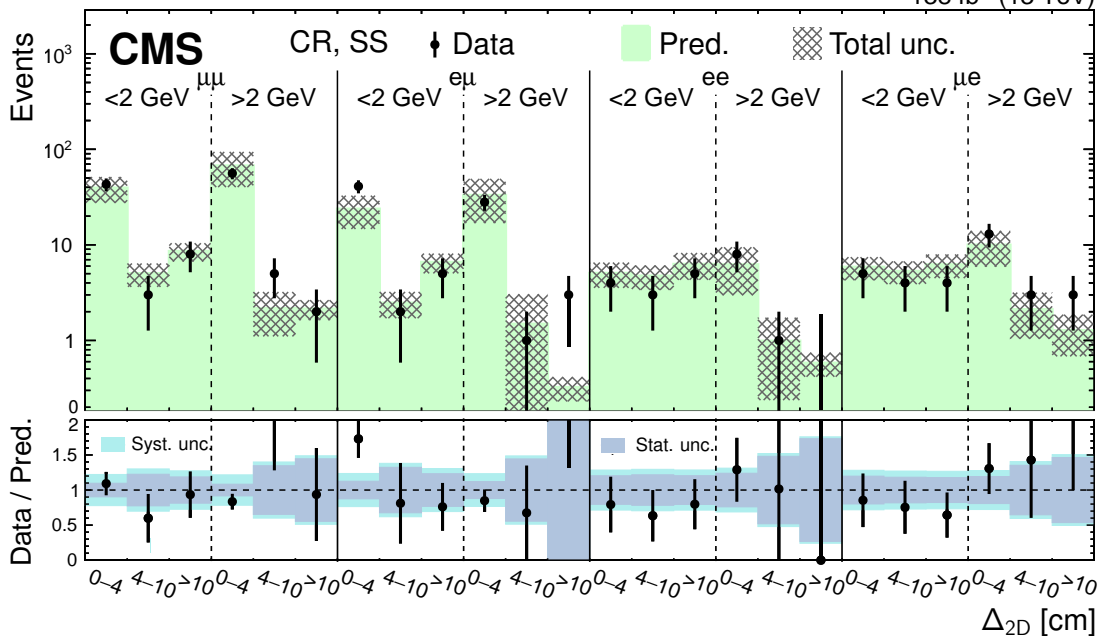 CMS CR, SS Data Pred. Total unc.
μμ eμ ee μe
<2 GeV >2 GeV <2 GeV >2 GeV <2 GeV >2 GeV <2 GeV >2 GeV
Events
10³
10²
10
1
0
Data / Pred.
2
1.5
1
0.5
0
Syst. unc. Stat. unc.
0–4 4–10 >10 0–4 4–10 >10 0–4 4–10 >10 0–4 4–10 >10 0–4 4–10 >10 0–4 4–10 >10 0–4 4–10 >10 0–4 4–10 >10
Δ2D [cm]